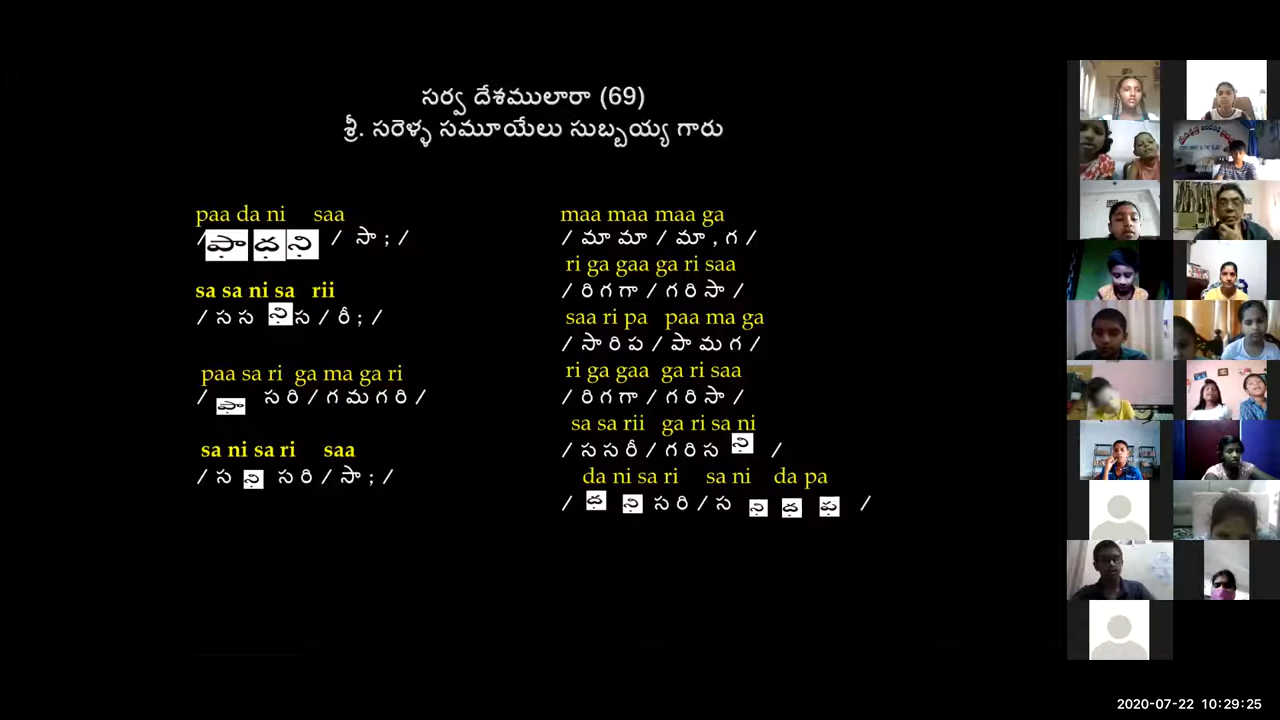 సర్వ దేశములారా (69)
శ్రీ. సరెళ్ళ సమూయేలు సుబ్బయ్య గారు
paa da ni saa
/ పా ధ ని / సా ; /
sa sa ni sa rii
/ స స ని స / రీ ; /
paa sa ri ga ma ga ri
/ పా స రి / గ మ గ రి /
sa ni sa ri saa
/ స ని స రి / సా ; /
maa maa maa ga
/ మా మా / మా , గ /
ri ga gaa ga ri saa
/ రి గ గా / గ రి సా /
saa ri pa paa ma ga
/ సా రి ప / పా మ గ /
ri ga gaa ga ri saa
/ రి గ గా / గ రి సా /
sa sa rii ga ri sa ni
/ స స రీ / గ రి స ని /
da ni sa ri sa ni da pa
/ ధ ని స రి / స ని ధ ప /
2020-07-22 10:29:25